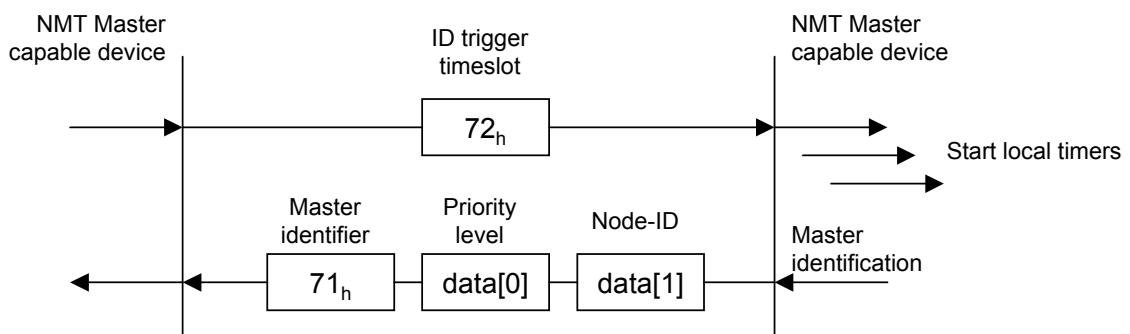 NMT Master
capable device
ID trigger
timeslot
NMT Master
capable device
72h
Start local timers
Master
identifier
Priority
level
Node-ID
Master
identification
71h
data[0]
data[1]